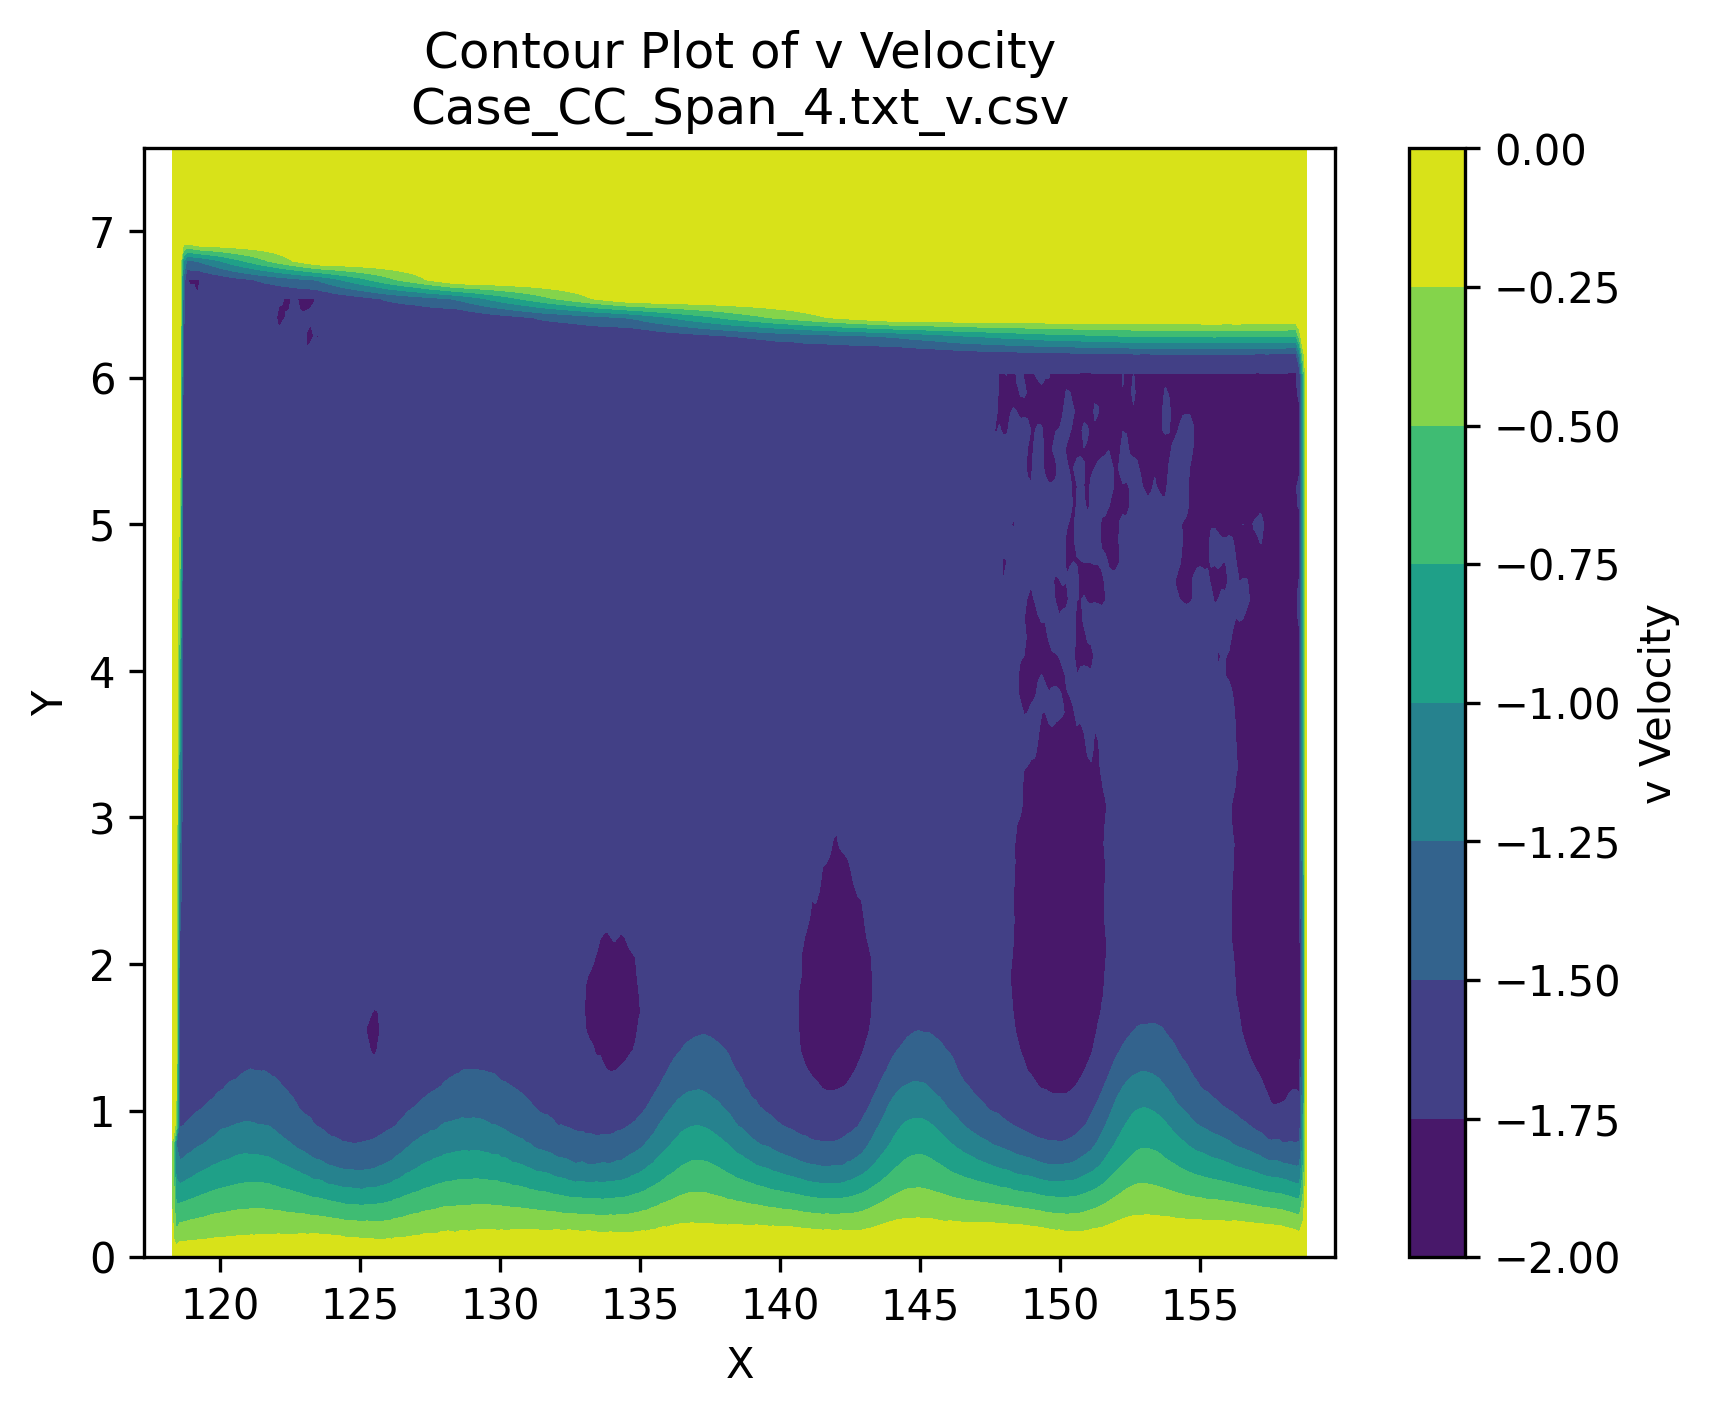 Contour Plot of v Velocity
Case_CC_Span_4.txt_v.csv
7
6
5
4
3
2
1
0
Y
120 125 130 135 140 145 150 155
X
0.00
−0.25
−0.50
−0.75
−1.00
−1.25
−1.50
−1.75
−2.00
v Velocity